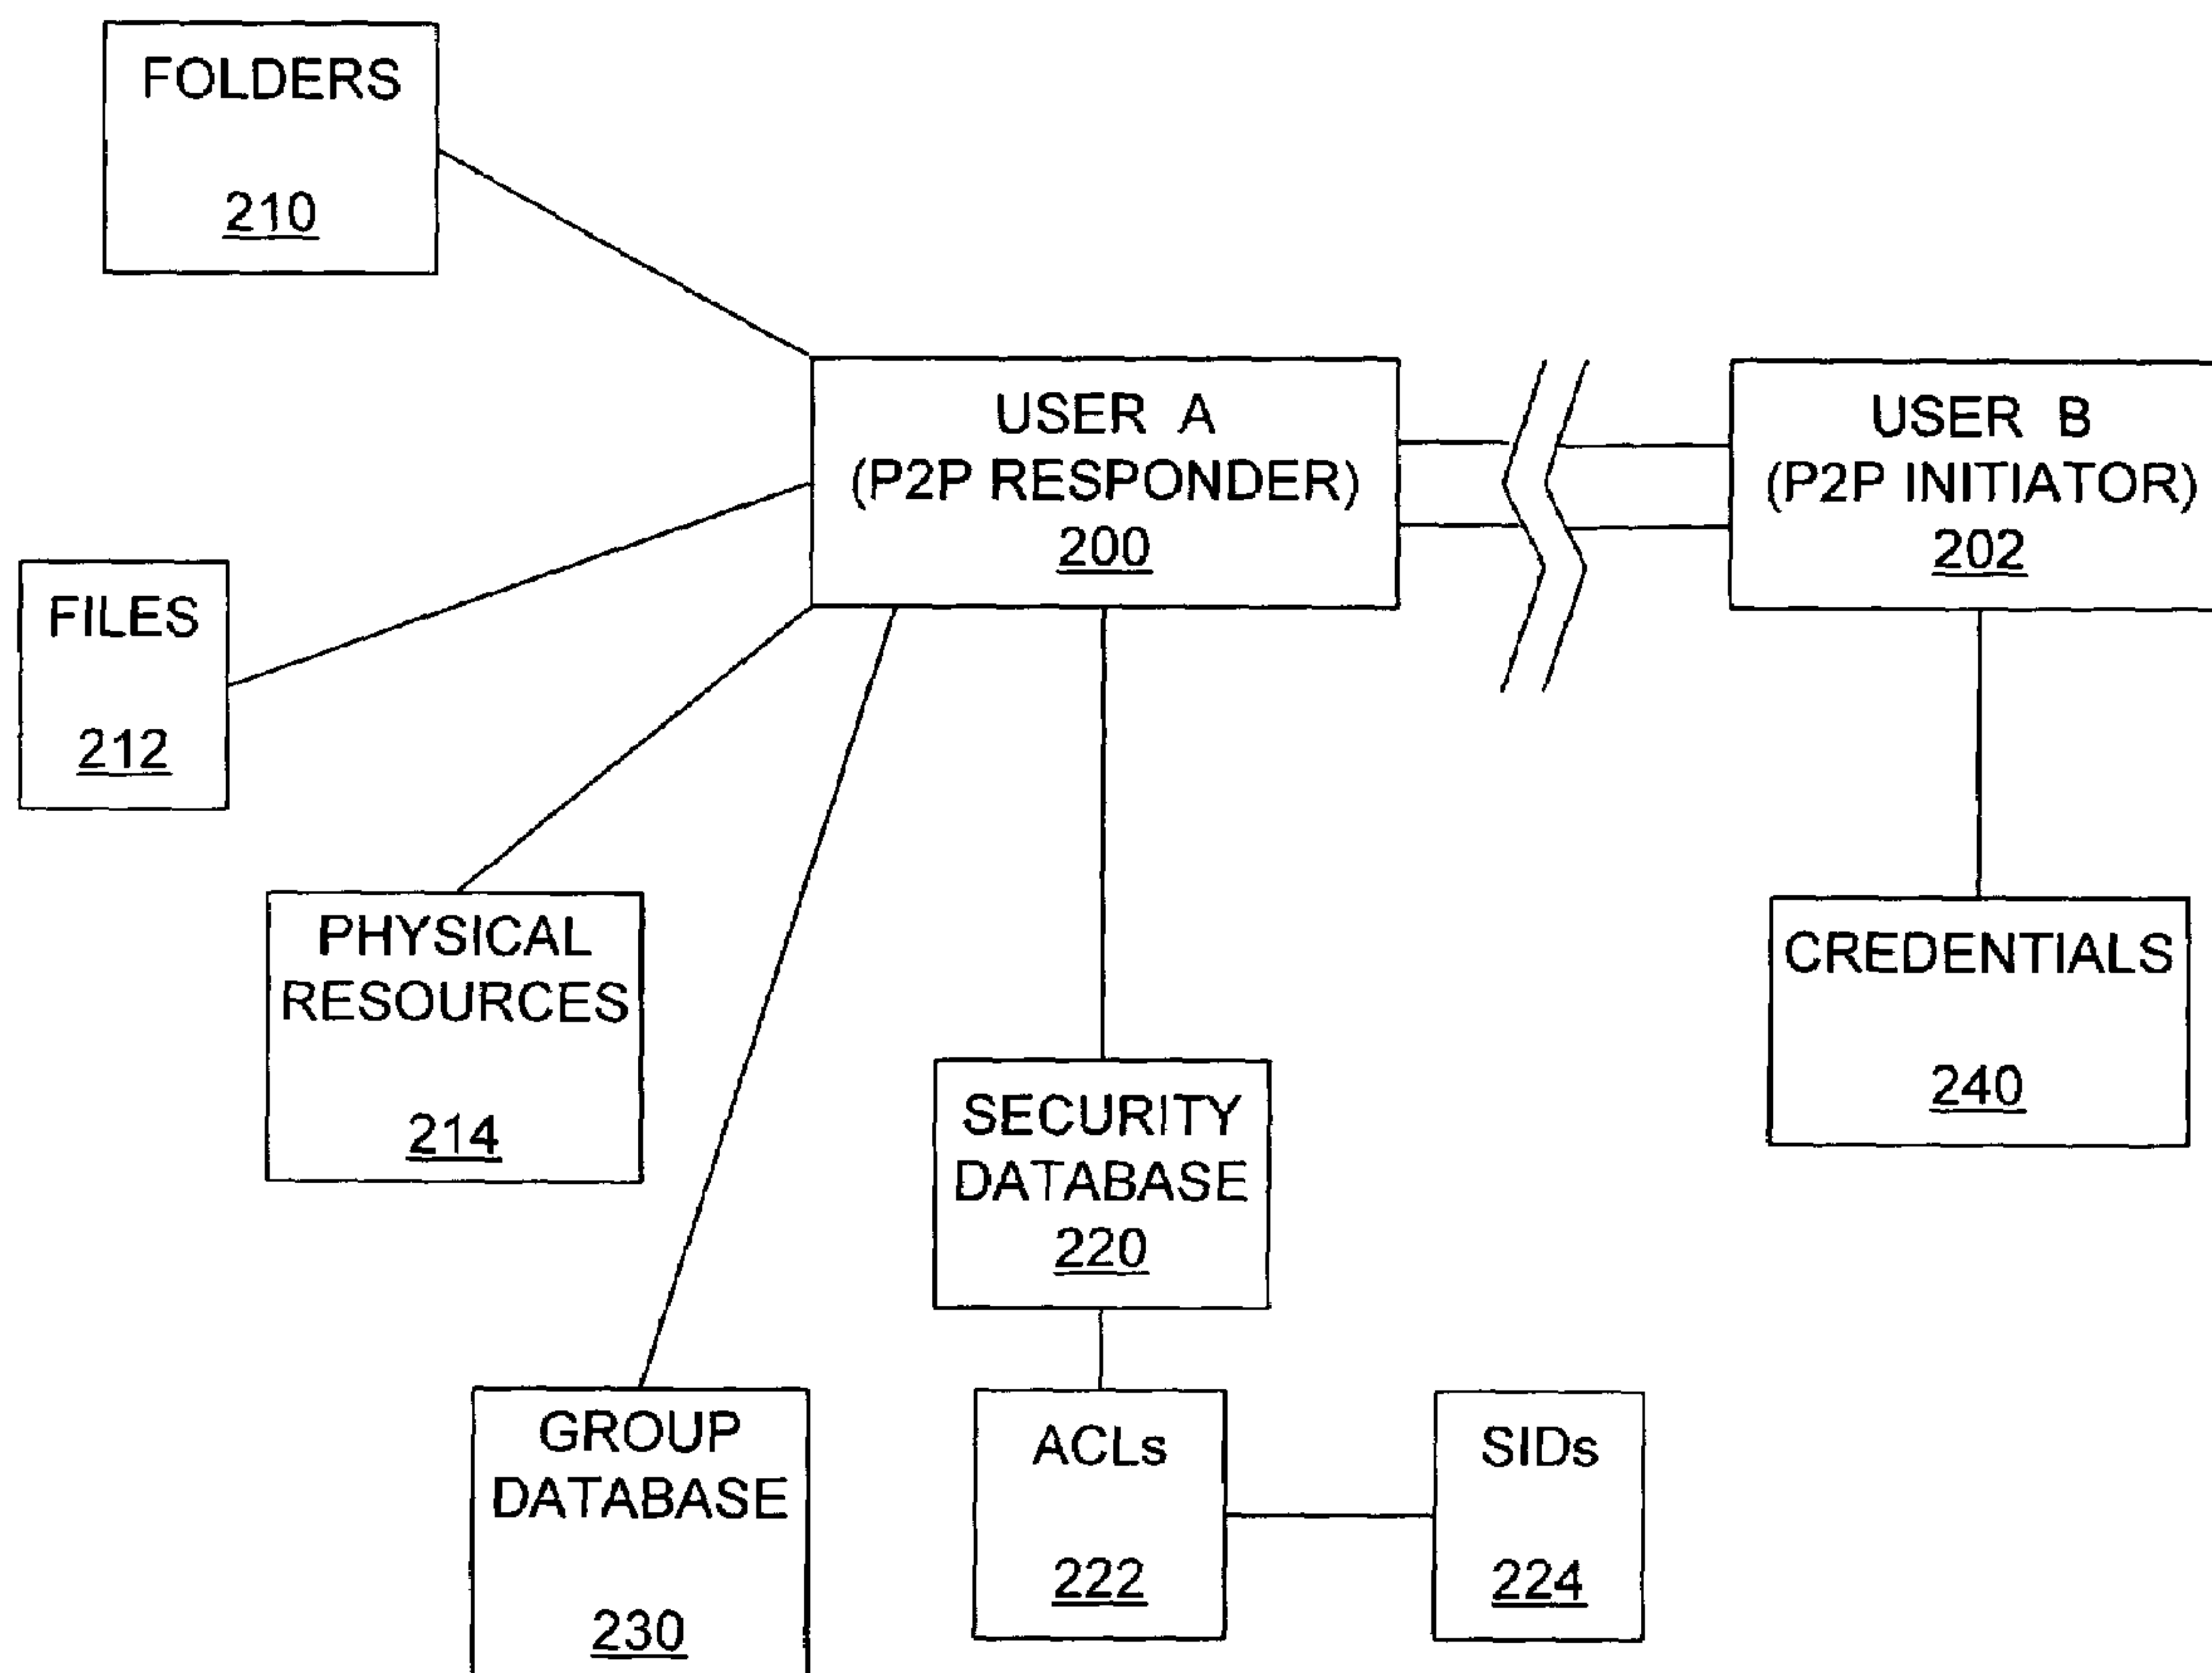 FOLDERS
210
USER A
(P2P RESPONDER)
200
USER B
(P2P INITIATOR)
202
FILES
212
PHYSICAL
RESOURCES
214
CREDENTIALS
240
SECURITY
DATABASE
220
GROUP
DATABASE
230
ACLs
222
SIDs
224